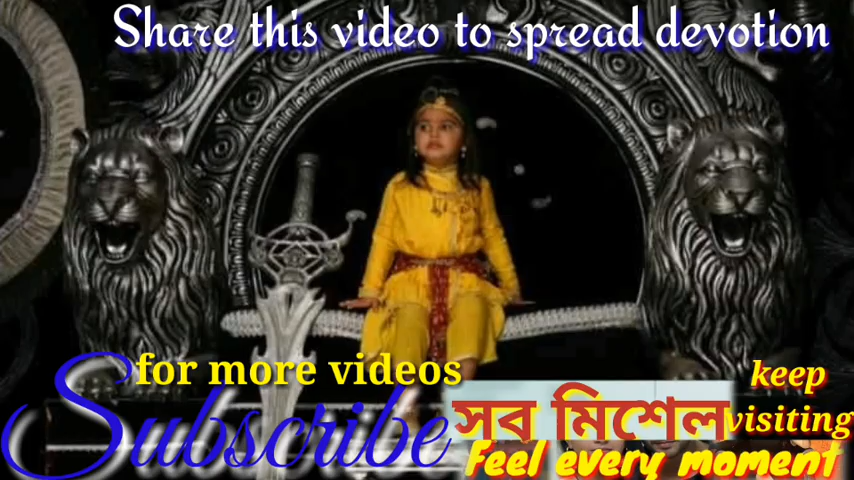 Share this video to spread devotion
for more videos
Subscribe
সব মিশেল
keep
visiting
Feel every moment